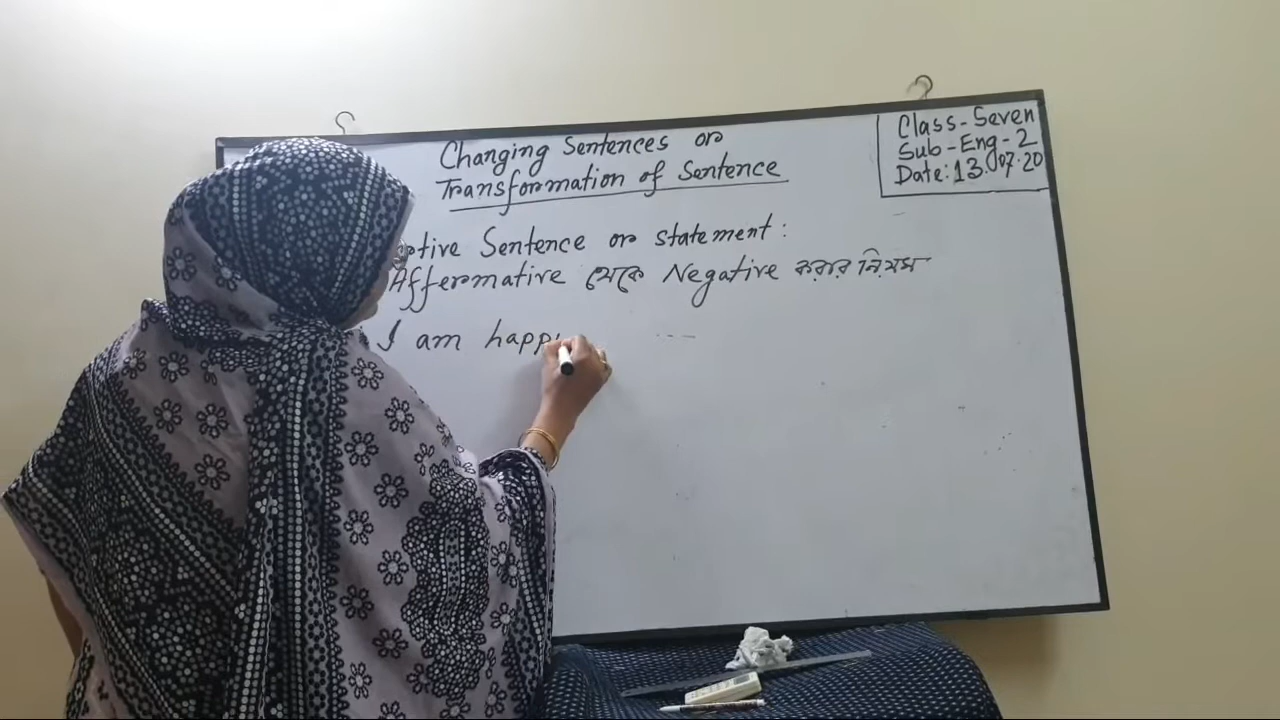 Changing Sentences or
Transformation of Sentence
Class-Seven
Sub-Eng-2
Date: 13.07.20
Sentence or statement:
Affermative থেকে Negative করার নিয়ম
I am happ